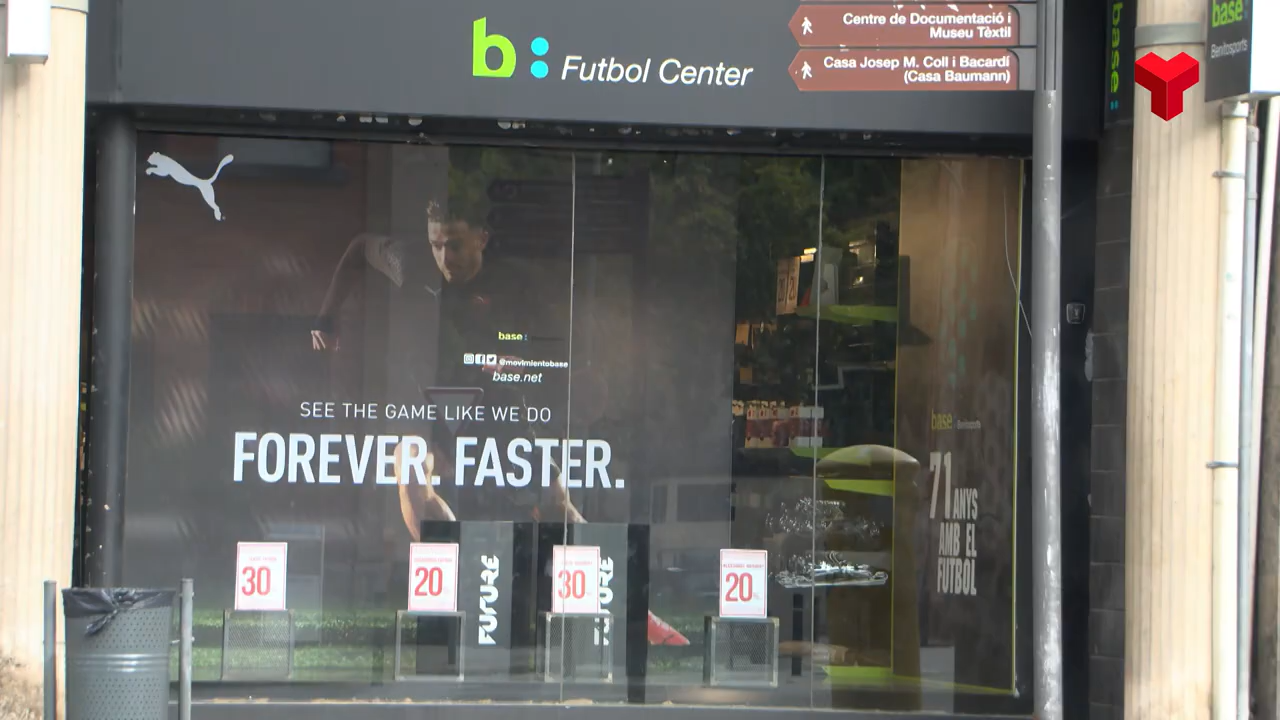 b:
Futbol Center
Centre de Documentació i
Museu Tèxtil
Casa Josep M. Coll i Bacardí
(Casa Baumann)
base:
Benitosports
base:
base:
@movimientobase
base.net
SEE THE GAME LIKE WE DO
FOREVER. FASTER.
base
71 ANYS
AMB EL
FUTBOL
30
20
30
20
FUTURE
FUTURE